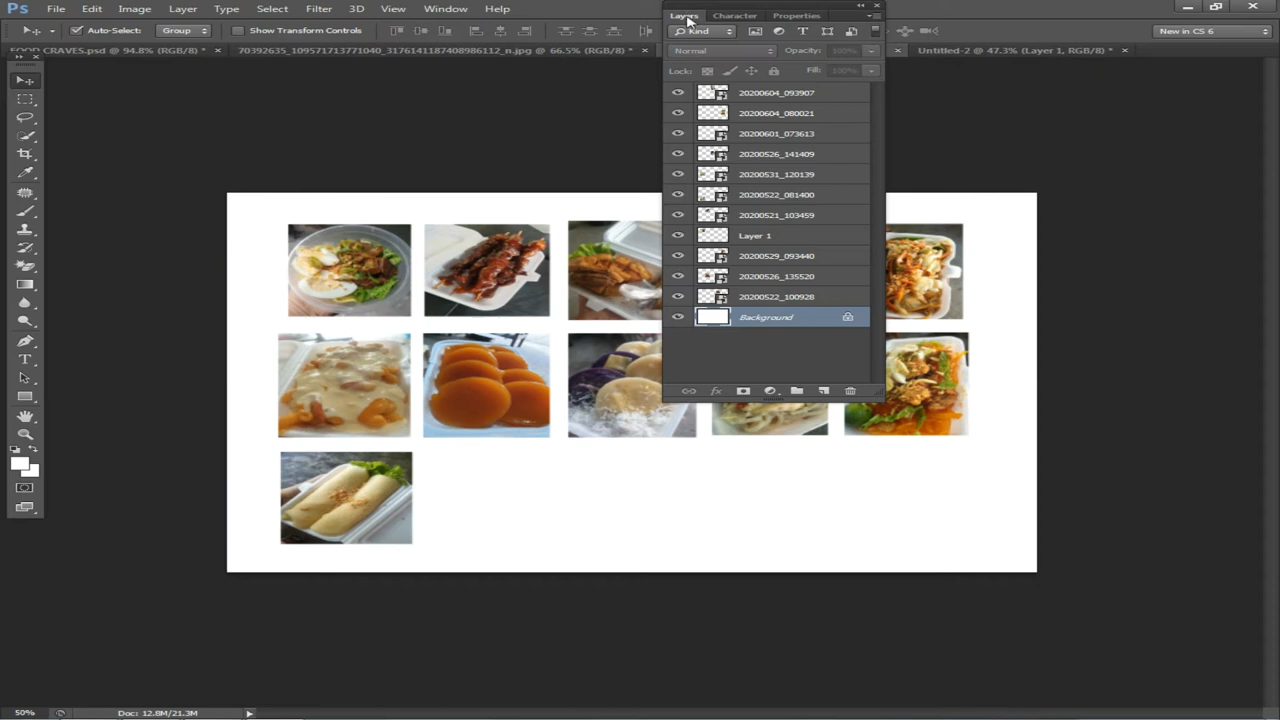 Ps File Edit Image Layer Type Select Filter 3D View Window Help
Auto-Select: Group Show Transform Controls
New in CS 6
FOOD CRAVES.psd @ 94.8% (RGB/8) * ×
70392635_109571713771040_3176141187408986112_n.jpg @ 66.5% (RGB/8) * ×
Untitled-2 @ 47.3% (Layer 1, RGB/8) * ×
Layers Character Properties
Kind
Normal Opacity: 100%
Lock: Fill: 100%
20200604_093907
20200604_080021
20200601_073613
20200526_141409
20200531_120139
20200522_081400
20200521_103459
Layer 1
20200529_093440
20200526_135520
20200522_100928
Background
fx
50% Doc: 12.8M/21.3M